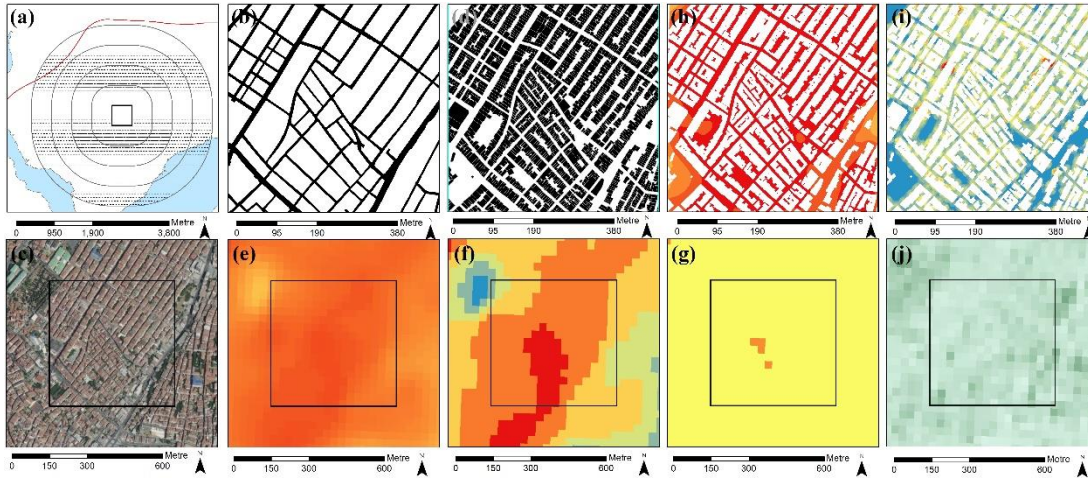 (a) (b) (h) (i)
Metre N Metre N Metre N Metre N Metre N
0 950 1,900 3,800 0 95 190 380 0 95 190 380 0 95 190 380 0 95 190 380
(c) (e) (f) (g) (j)
Metre N Metre N Metre N Metre N Metre N
0 150 300 600 0 150 300 600 0 150 300 600 0 150 300 600 0 150 300 600